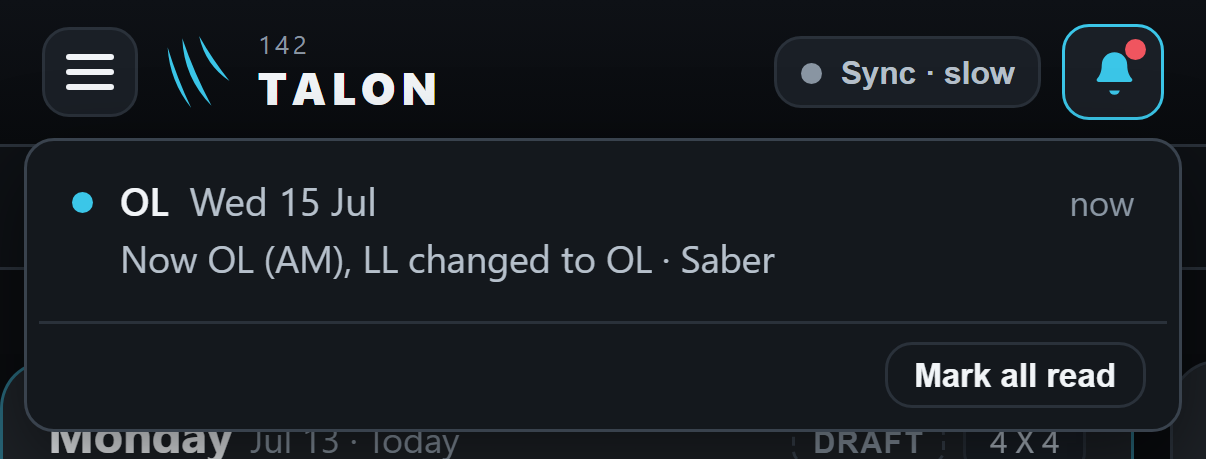 142
TALON
Sync · slow
OL Wed 15 Jul
now
Now OL (AM), LL changed to OL · Saber
Mark all read
Monday Jul 13 · Today
DRAFT
4 X 4